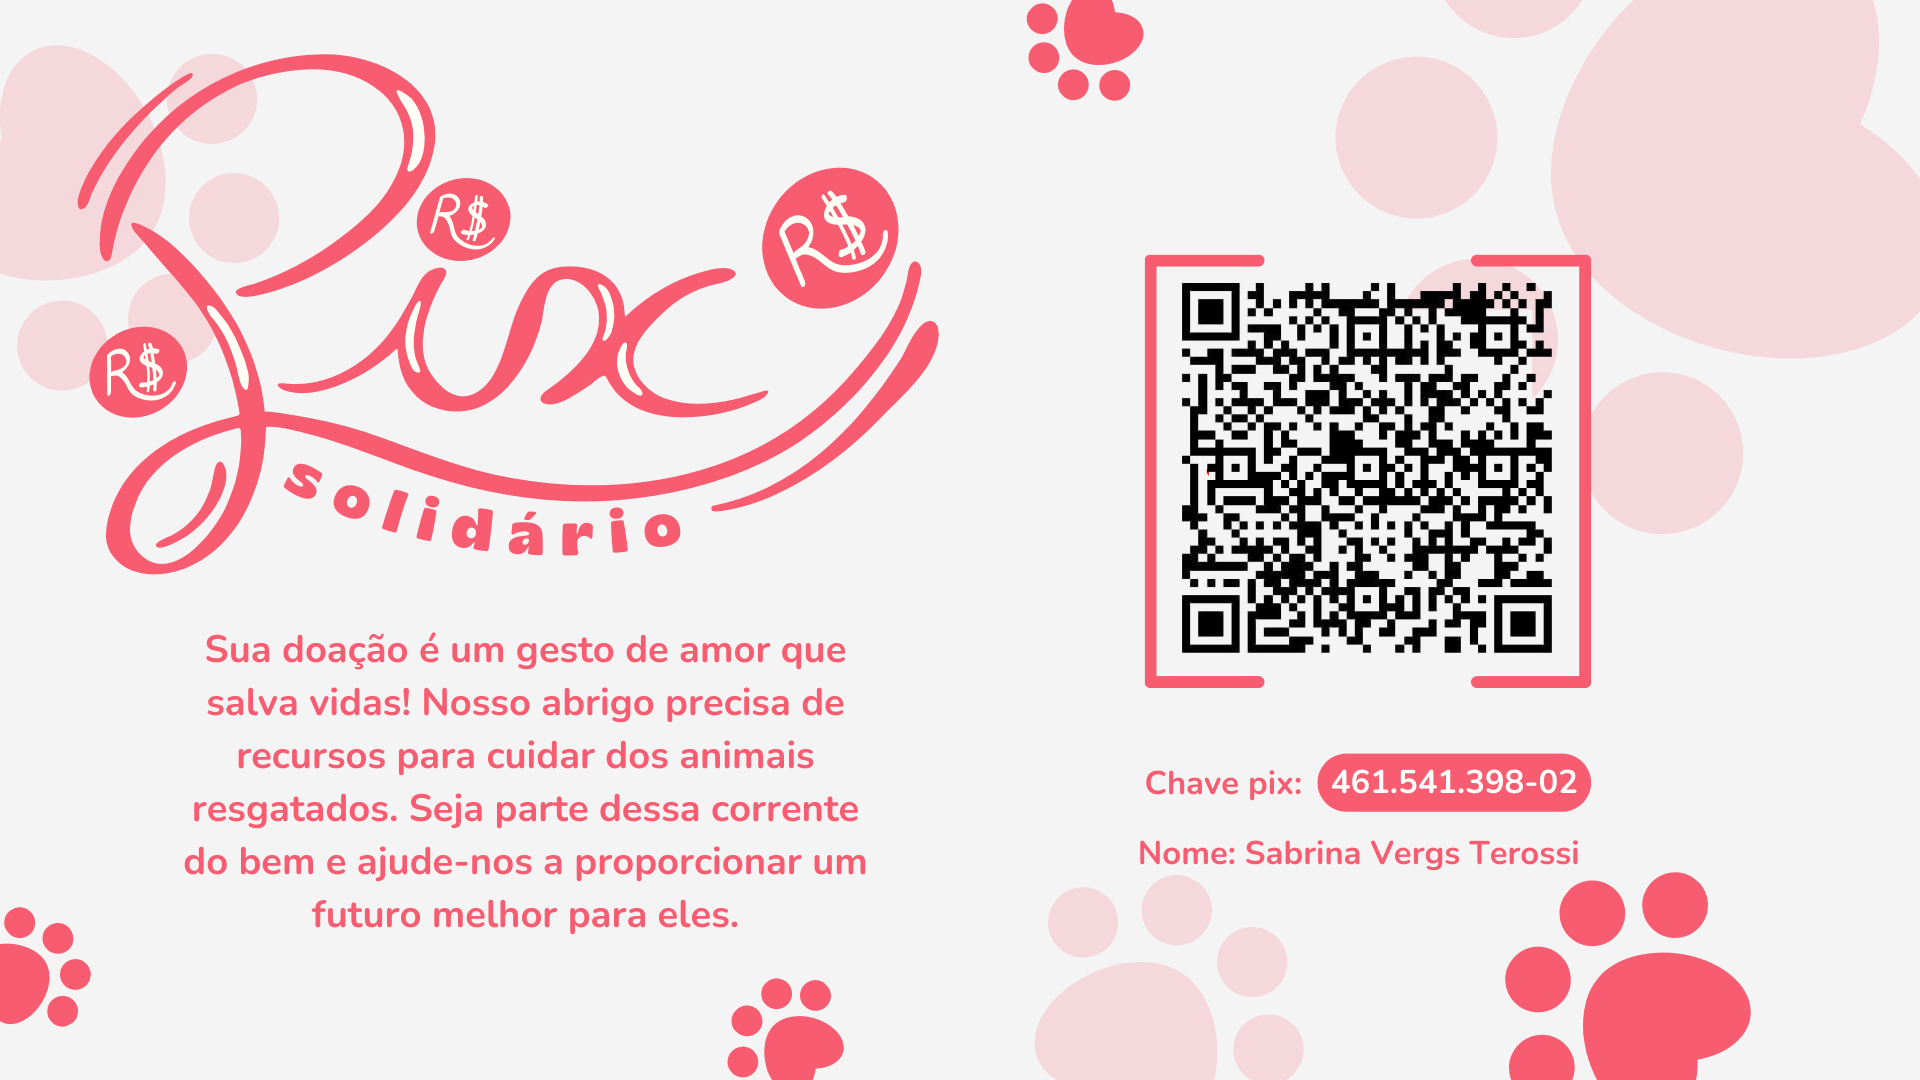 R$
R$
R$
Pix
solidário
Sua doação é um gesto de amor que
salva vidas! Nosso abrigo precisa de
recursos para cuidar dos animais
resgatados. Seja parte dessa corrente
do bem e ajude-nos a proporcionar um
futuro melhor para eles.
Chave pix: 461.541.398-02
Nome: Sabrina Vergs Terossi